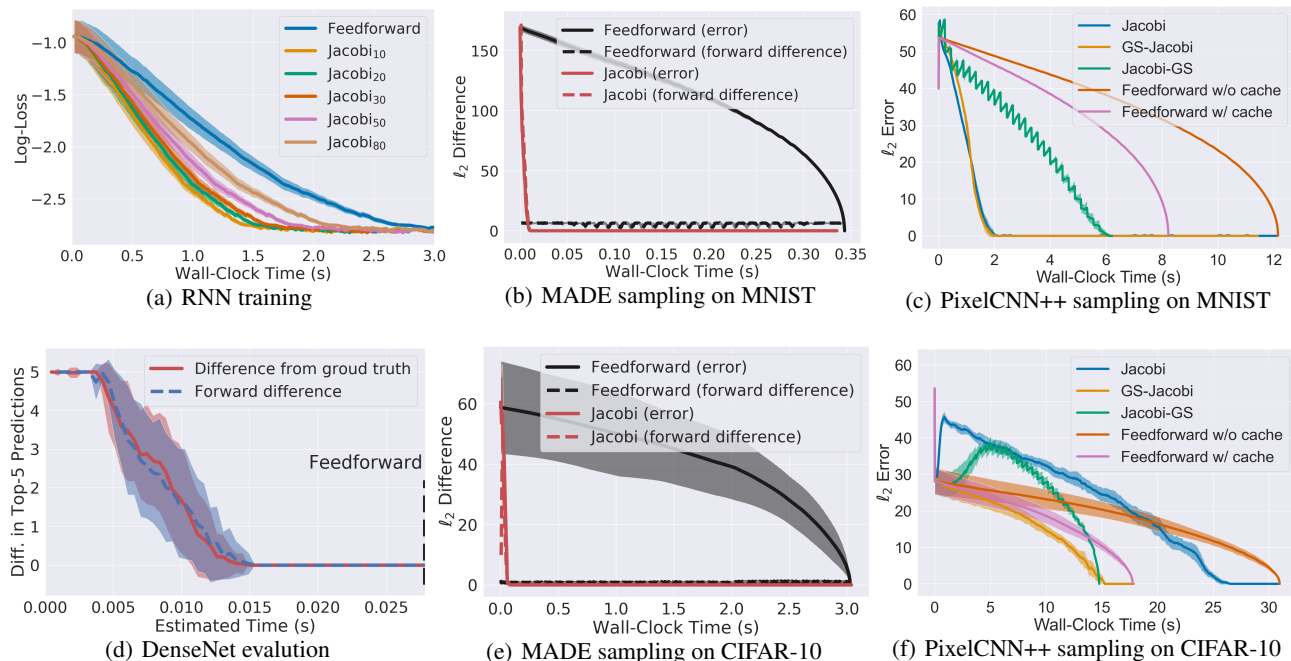 Log-Loss
−1.0
−1.5
−2.0
−2.5
Feedforward
Jacobi₁₀
Jacobi₂₀
Jacobi₃₀
Jacobi₅₀
Jacobi₈₀
0.0 0.5 1.0 1.5 2.0 2.5 3.0
Wall-Clock Time (s)
(a) RNN training
ℓ₂ Difference
150
100
50
0
Feedforward (error)
Feedforward (forward difference)
Jacobi (error)
Jacobi (forward difference)
0.00 0.05 0.10 0.15 0.20 0.25 0.30 0.35
Wall-Clock Time (s)
(b) MADE sampling on MNIST
ℓ₂ Error
60
50
40
30
20
10
0
Jacobi
GS-Jacobi
Jacobi-GS
Feedforward w/o cache
Feedforward w/ cache
0 2 4 6 8 10 12
Wall-Clock Time (s)
(c) PixelCNN++ sampling on MNIST
Diff. in Top-5 Predictions
5
4
3
2
1
0
Difference from groud truth
Forward difference
Feedforward
0.000 0.005 0.010 0.015 0.020 0.025
Estimated Time (s)
(d) DenseNet evalution
ℓ₂ Difference
60
40
20
0
Feedforward (error)
Feedforward (forward difference)
Jacobi (error)
Jacobi (forward difference)
0.0 0.5 1.0 1.5 2.0 2.5 3.0
Wall-Clock Time (s)
(e) MADE sampling on CIFAR-10
ℓ₂ Error
60
50
40
30
20
10
0
Jacobi
GS-Jacobi
Jacobi-GS
Feedforward w/o cache
Feedforward w/ cache
0 5 10 15 20 25 30
Wall-Clock Time (s)
(f) PixelCNN++ sampling on CIFAR-10